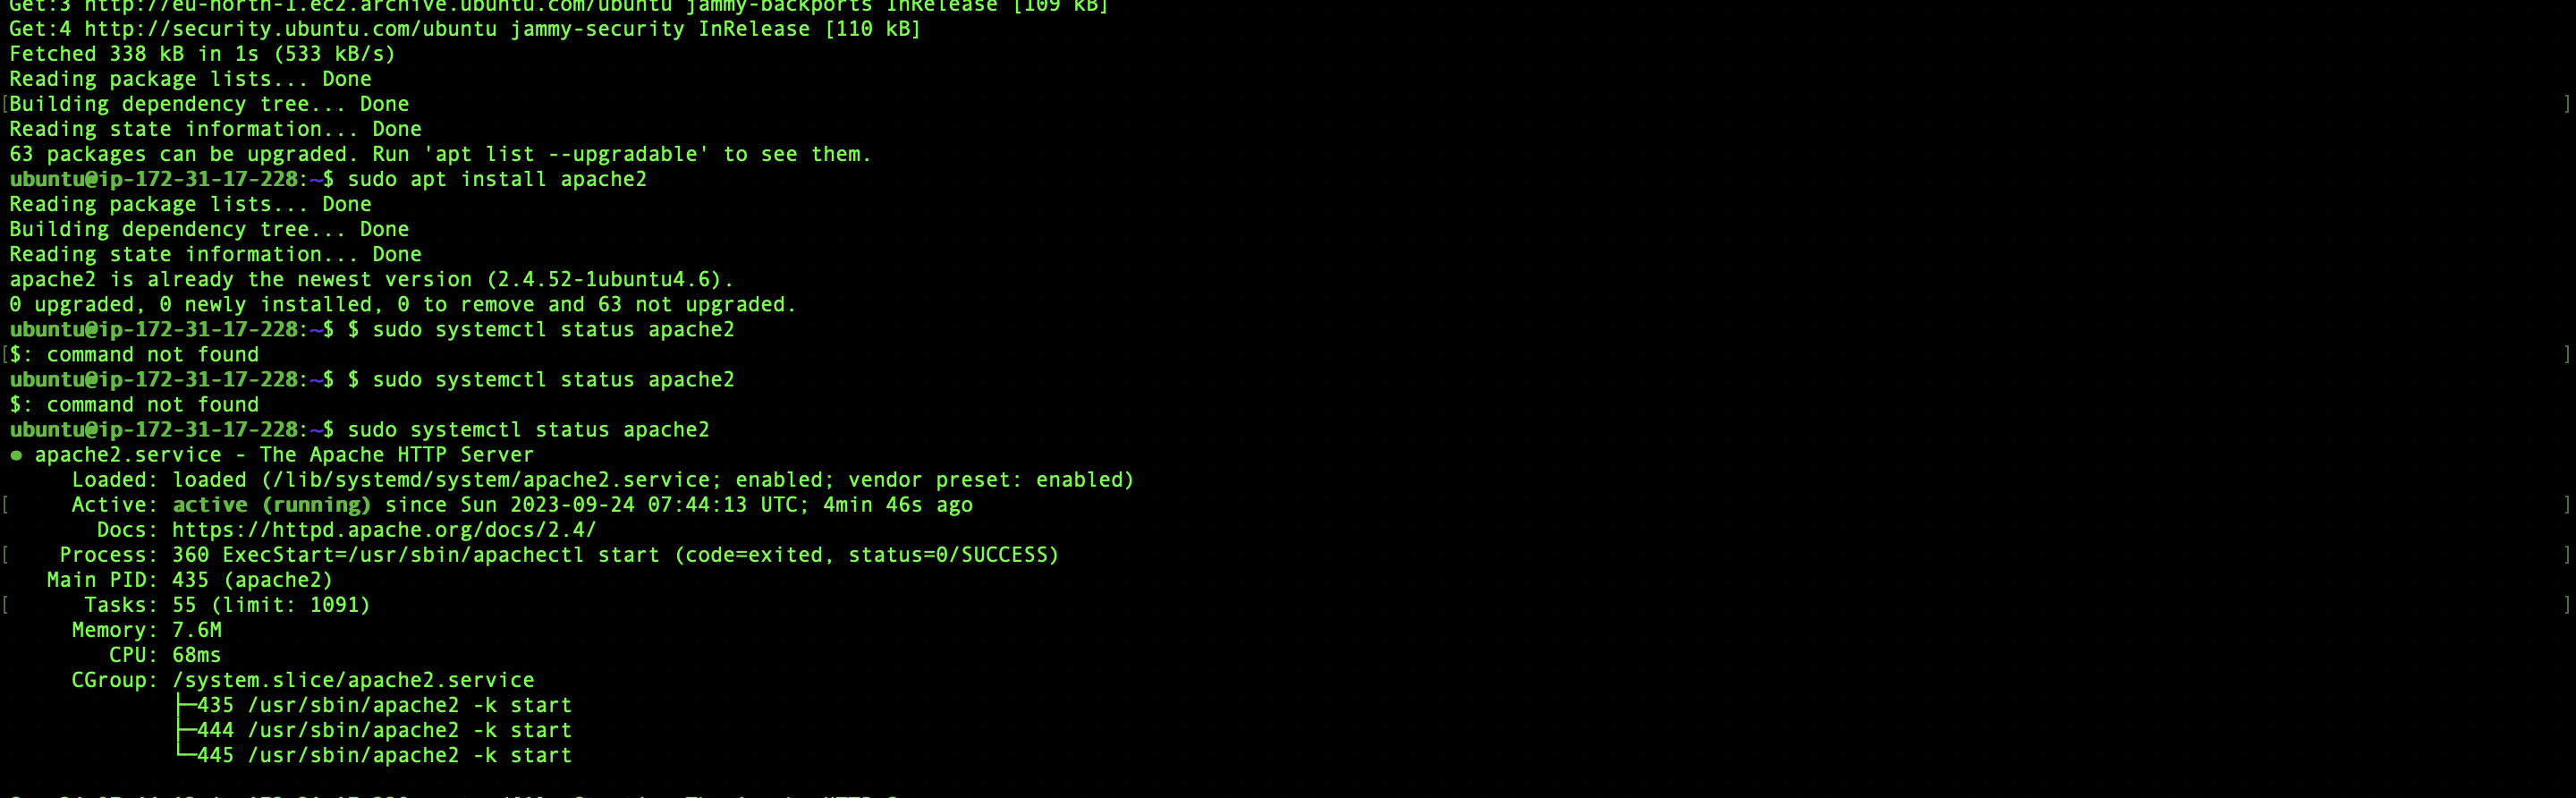 Get:3 http://eu-north-1.ec2.archive.ubuntu.com/ubuntu jammy-backports InRelease [109 kB]
Get:4 http://security.ubuntu.com/ubuntu jammy-security InRelease [110 kB]
Fetched 338 kB in 1s (533 kB/s)
Reading package lists... Done
[Building dependency tree... Done ]
Reading state information... Done
63 packages can be upgraded. Run 'apt list --upgradable' to see them.
ubuntu@ip-172-31-17-228:~$ sudo apt install apache2
Reading package lists... Done
Building dependency tree... Done
Reading state information... Done
apache2 is already the newest version (2.4.52-1ubuntu4.6).
0 upgraded, 0 newly installed, 0 to remove and 63 not upgraded.
ubuntu@ip-172-31-17-228:~$ $ sudo systemctl status apache2
[$: command not found ]
ubuntu@ip-172-31-17-228:~$ $ sudo systemctl status apache2
$: command not found
ubuntu@ip-172-31-17-228:~$ sudo systemctl status apache2
● apache2.service - The Apache HTTP Server
Loaded: loaded (/lib/systemd/system/apache2.service; enabled; vendor preset: enabled)
[ Active: active (running) since Sun 2023-09-24 07:44:13 UTC; 4min 46s ago ]
Docs: https://httpd.apache.org/docs/2.4/
[ Process: 360 ExecStart=/usr/sbin/apachectl start (code=exited, status=0/SUCCESS) ]
Main PID: 435 (apache2)
[ Tasks: 55 (limit: 1091) ]
Memory: 7.6M
CPU: 68ms
CGroup: /system.slice/apache2.service
├─435 /usr/sbin/apache2 -k start
├─444 /usr/sbin/apache2 -k start
└─445 /usr/sbin/apache2 -k start